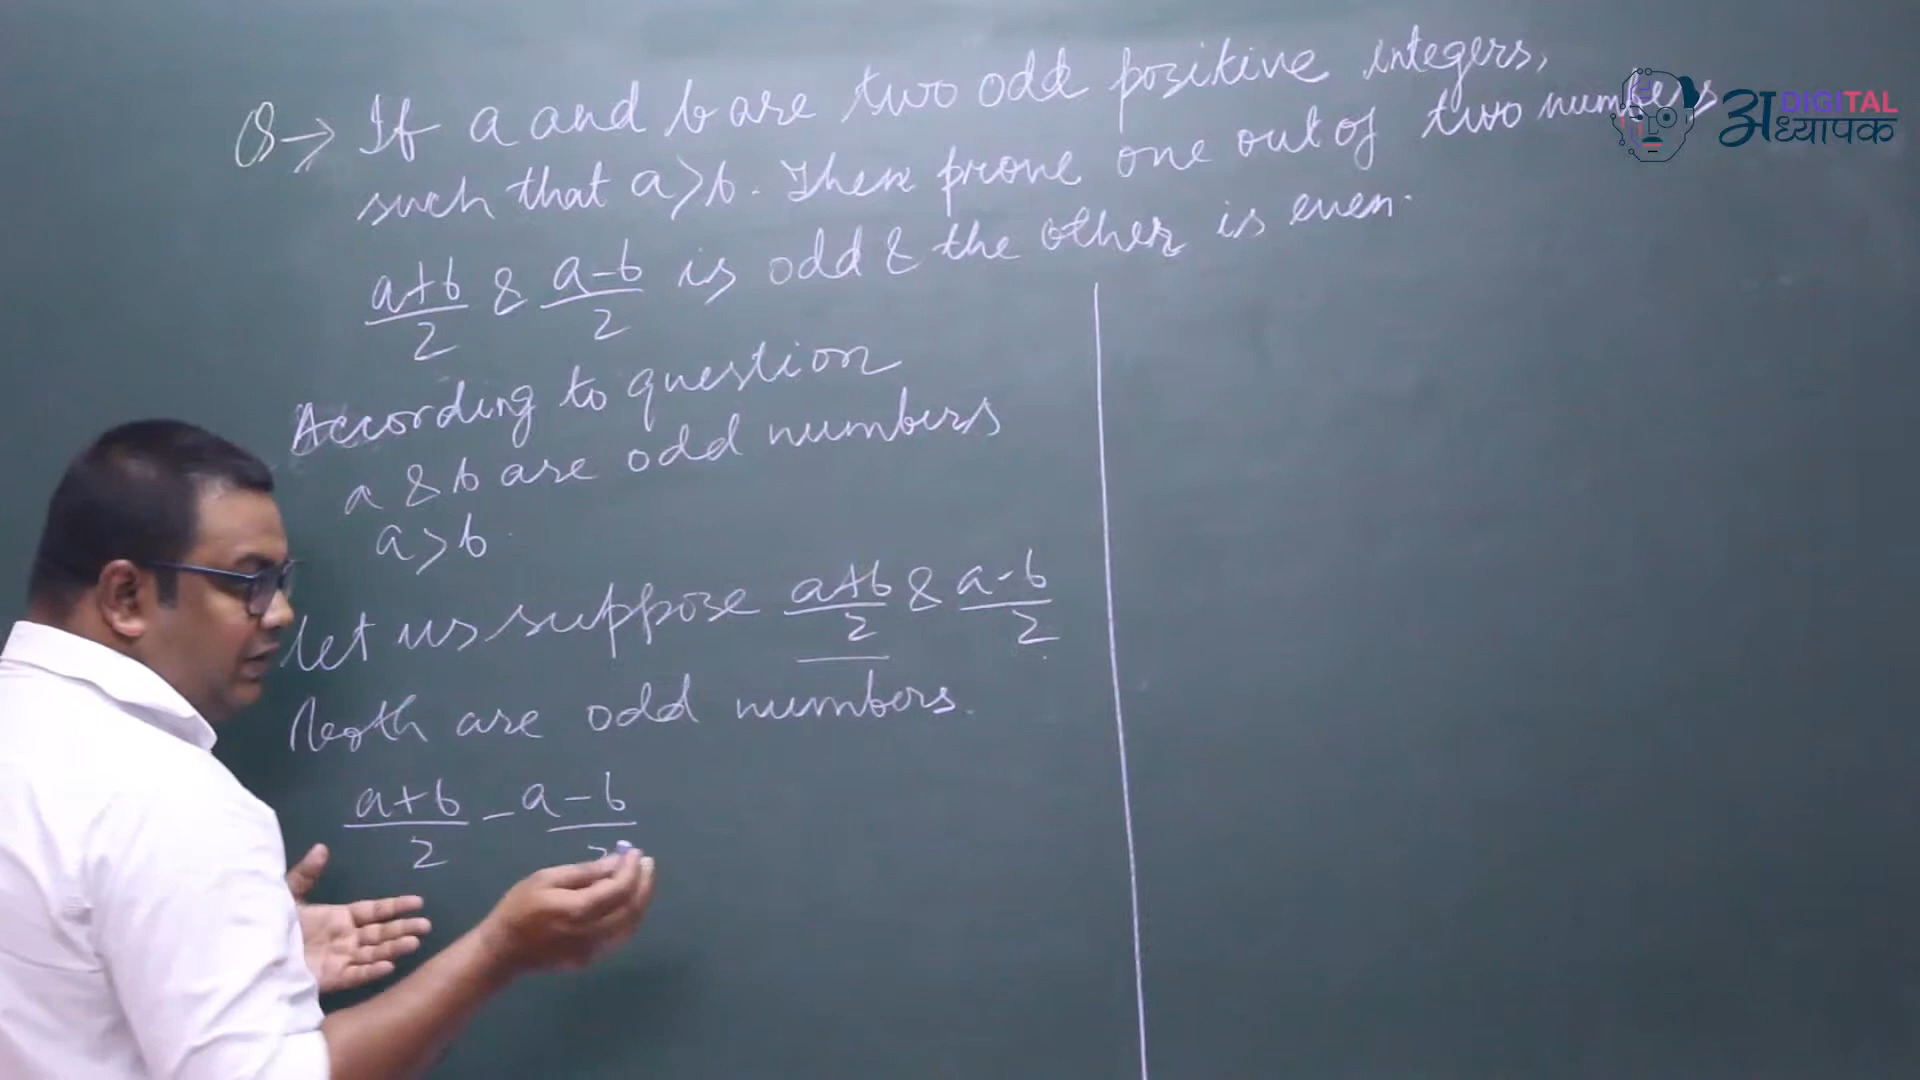 Q→ If a and b are two odd positive integers,
such that a>b. Then prove one out of two numbers
a+b/2 & a-b/2 is odd & the other is even.
According to question
a & b are odd numbers
a>b.
let us suppose a+b/2 & a-b/2
both are odd numbers.
a+b/2 - a-b/2
अध्यापक DIGITAL